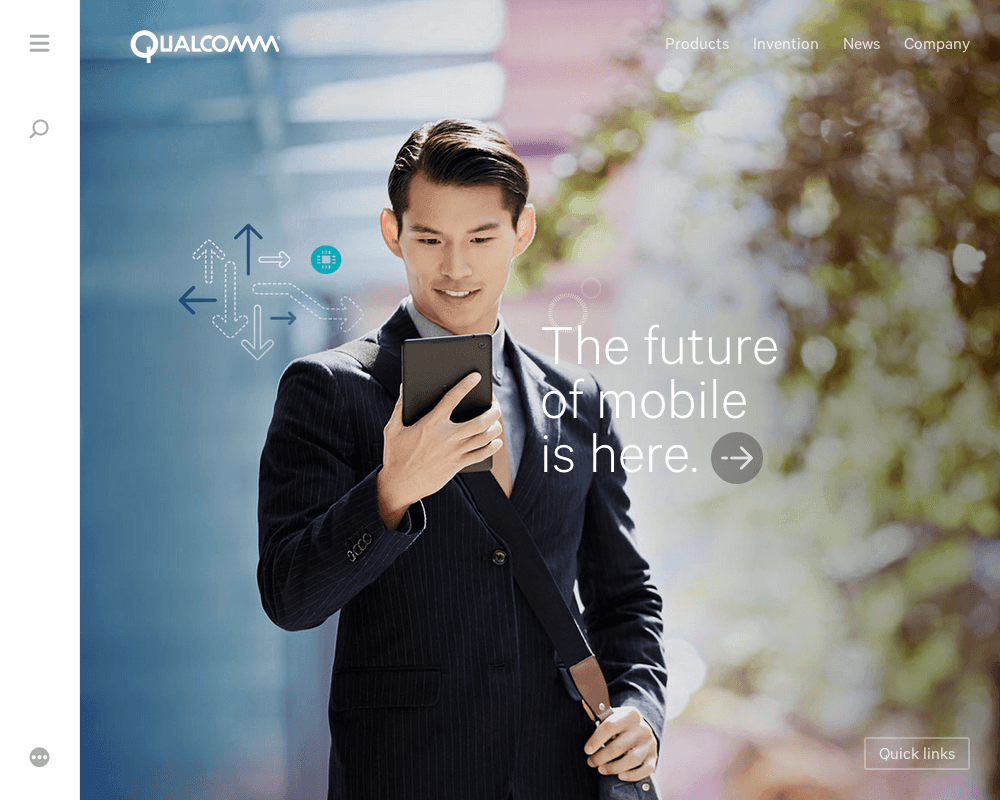 QUALCOMM
Products Invention News Company
The future
of mobile
is here.
Quick links